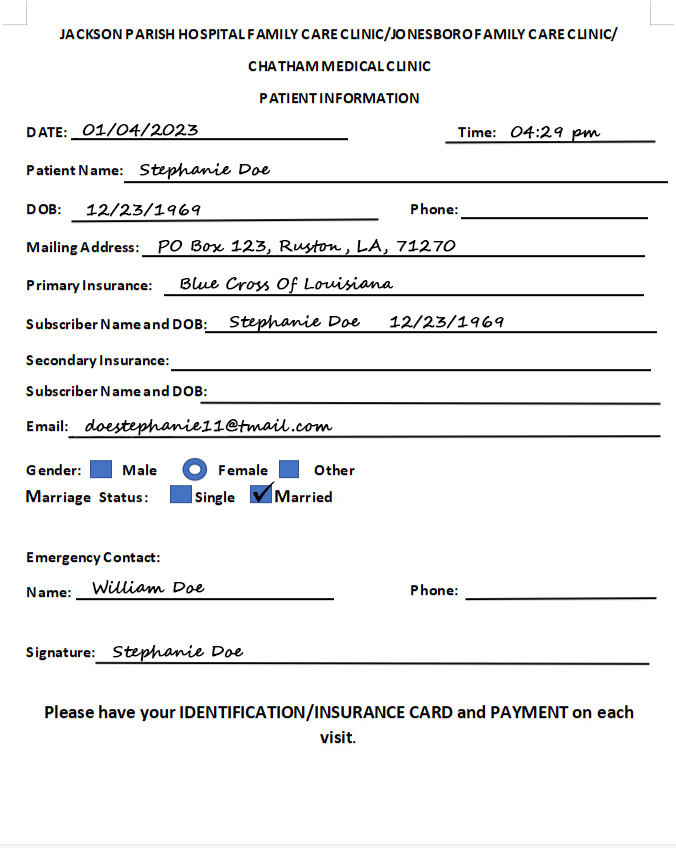 JACKSON PARISH HOSPITAL FAMILY CARE CLINIC/JONESBORO FAMILY CARE CLINIC/
CHATHAM MEDICAL CLINIC
PATIENT INFORMATION
DATE: 01/04/2023 Time: 04:29 pm
Patient Name: Stephanie Doe
DOB: 12/23/1969 Phone:
Mailing Address: PO Box 123, Ruston, LA, 71270
Primary Insurance: Blue Cross Of Louisiana
Subscriber Name and DOB: Stephanie Doe 12/23/1969
Secondary Insurance:
Subscriber Name and DOB:
Email: doestephanie11@tmail.com
Gender: Male Female Other
Marriage Status: Single Married
Emergency Contact:
Name: William Doe Phone:
Signature: Stephanie Doe
Please have your IDENTIFICATION/INSURANCE CARD and PAYMENT on each
visit.